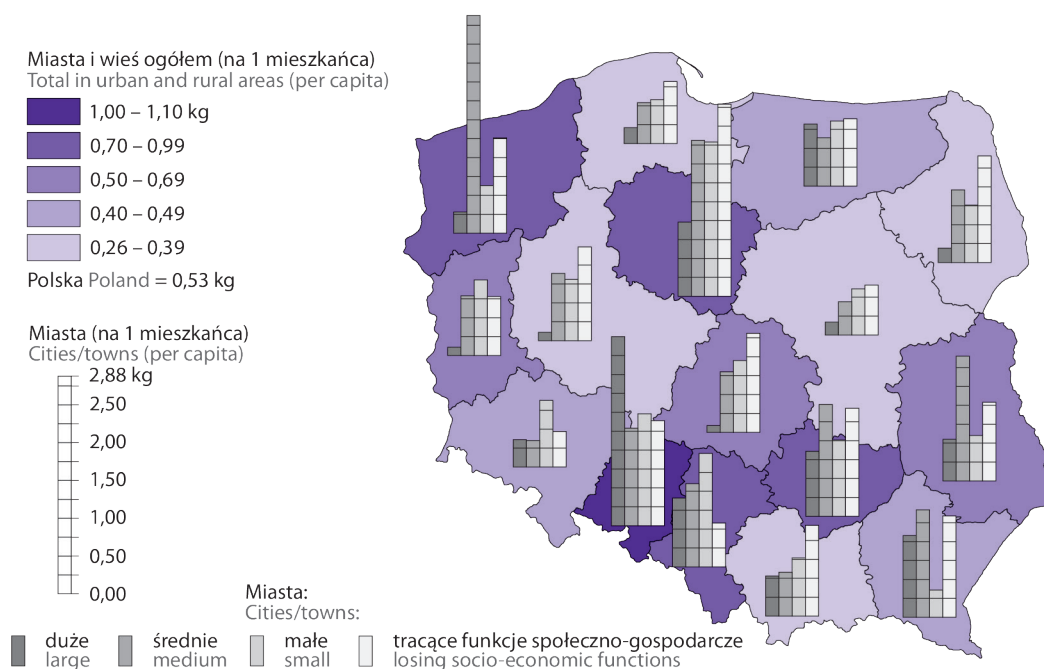 Miasta i wieś ogółem (na 1 mieszkańca)
Total in urban and rural areas (per capita)
1,00 – 1,10 kg
0,70 – 0,99
0,50 – 0,69
0,40 – 0,49
0,26 – 0,39
Polska Poland = 0,53 kg
Miasta (na 1 mieszkańca)
Cities/towns (per capita)
2,88 kg
2,50
2,00
1,50
1,00
0,50
0,00
Miasta:
Cities/towns:
duże
large
średnie
medium
małe
small
tracące funkcje społeczno-gospodarcze
losing socio-economic functions